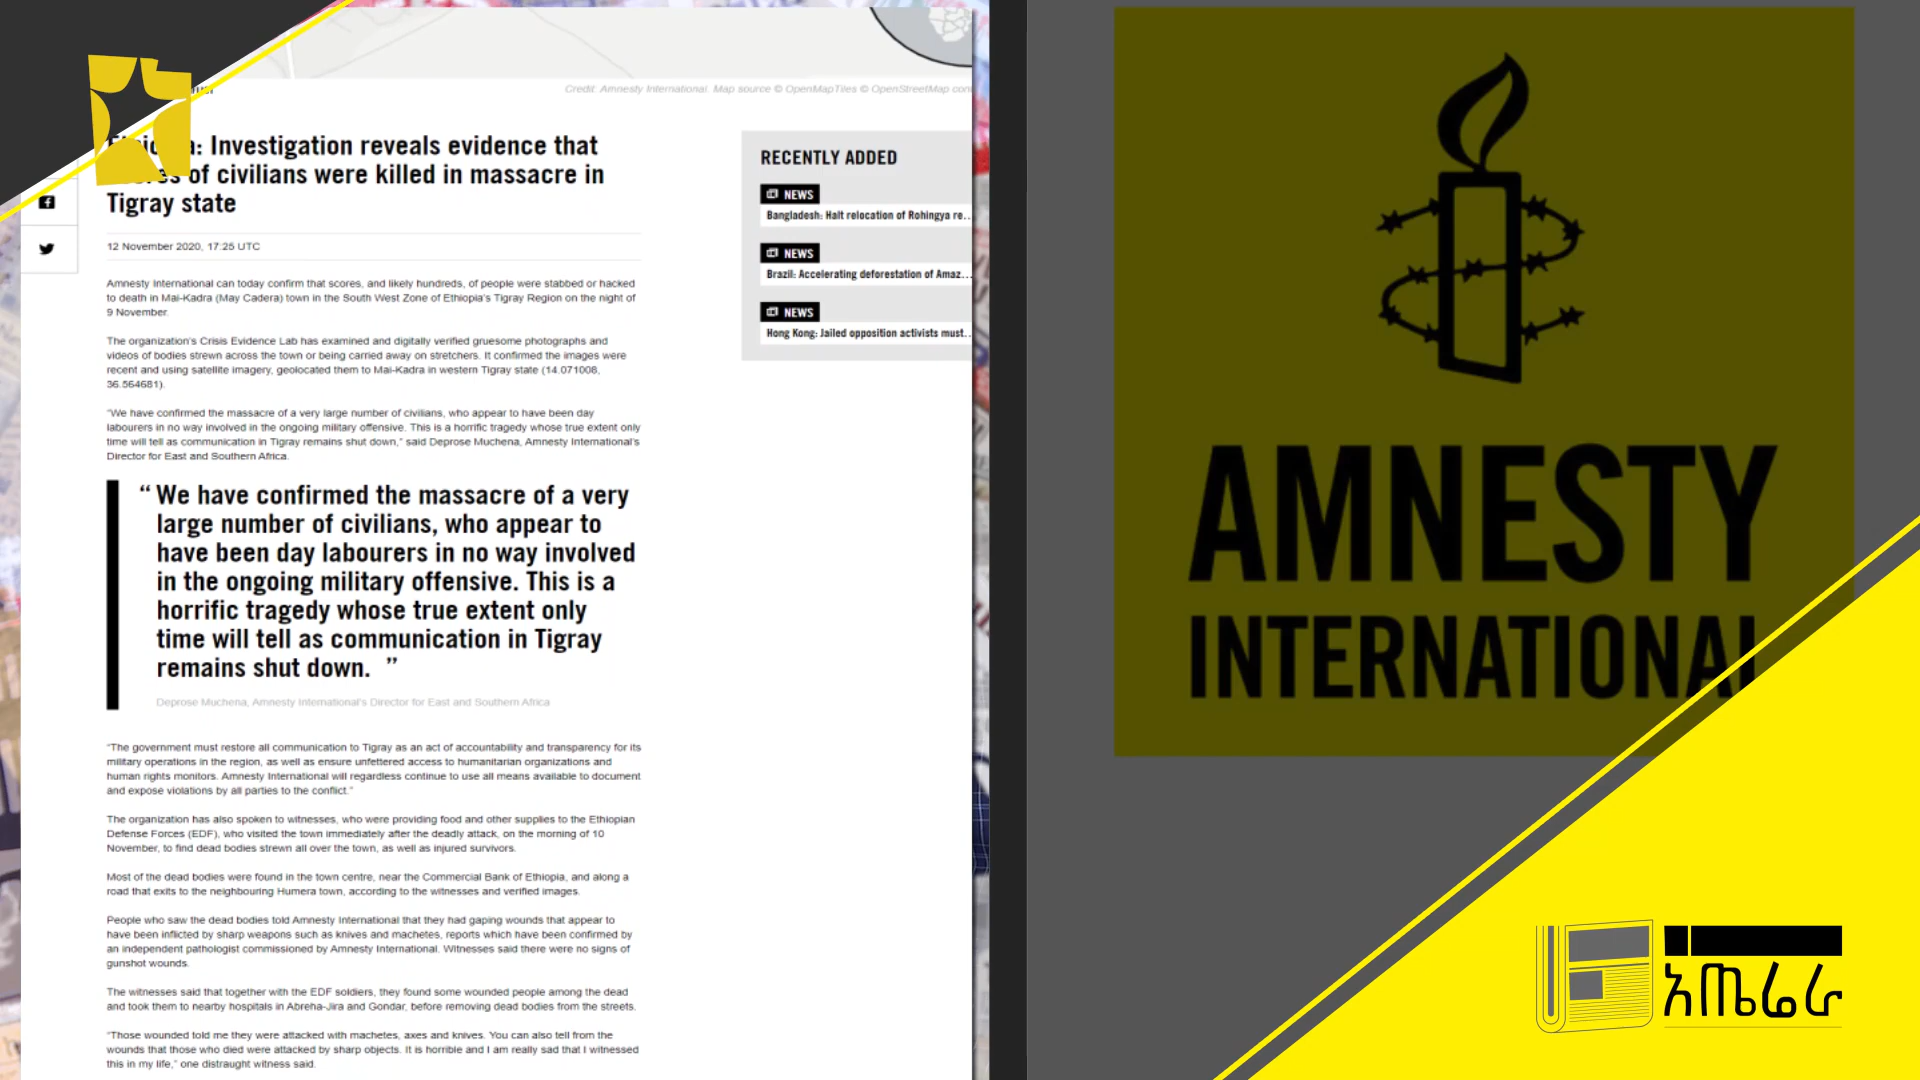 Credit: Amnesty International. Map source © OpenMapTiles © OpenStreetMap con
Investigation reveals evidence that
of civilians were killed in massacre in
Tigray state
12 November 2020, 17:25 UTC
Amnesty International can today confirm that scores, and likely hundreds, of people were stabbed or hacked
to death in Mai-Kadra (May Cadera) town in the South West Zone of Ethiopia's Tigray Region on the night of
9 November.
The organization's Crisis Evidence Lab has examined and digitally verified gruesome photographs and
videos of bodies strewn across the town or being carried away on stretchers. It confirmed the images were
recent and using satellite imagery, geolocated them to Mai-Kadra in western Tigray state (14.071008,
36.564681).
"We have confirmed the massacre of a very large number of civilians, who appear to have been day
labourers in no way involved in the ongoing military offensive. This is a horrific tragedy whose true extent only
time will tell as communication in Tigray remains shut down," said Deprose Muchena, Amnesty International's
Director for East and Southern Africa.
“ We have confirmed the massacre of a very
large number of civilians, who appear to
have been day labourers in no way involved
in the ongoing military offensive. This is a
horrific tragedy whose true extent only
time will tell as communication in Tigray
remains shut down. ”
Deprose Muchena, Amnesty International's Director for East and Southern Africa
"The government must restore all communication to Tigray as an act of accountability and transparency for its
military operations in the region, as well as ensure unfettered access to humanitarian organizations and
human rights monitors. Amnesty International will regardless continue to use all means available to document
and expose violations by all parties to the conflict."
The organization has also spoken to witnesses, who were providing food and other supplies to the Ethiopian
Defense Forces (EDF), who visited the town immediately after the deadly attack, on the morning of 10
November, to find dead bodies strewn all over the town, as well as injured survivors.
Most of the dead bodies were found in the town centre, near the Commercial Bank of Ethiopia, and along a
road that exits to the neighbouring Humera town, according to the witnesses and verified images.
People who saw the dead bodies told Amnesty International that they had gaping wounds that appear to
have been inflicted by sharp weapons such as knives and machetes, reports which have been confirmed by
an independent pathologist commissioned by Amnesty International. Witnesses said there were no signs of
gunshot wounds.
The witnesses said that together with the EDF soldiers, they found some wounded people among the dead
and took them to nearby hospitals in Abreha-Jira and Gondar, before removing dead bodies from the streets.
"Those wounded told me they were attacked with machetes, axes and knives. You can also tell from the
wounds that those who died were attacked by sharp objects. It is horrible and I am really sad that I witnessed
this in my life," one distraught witness said.
RECENTLY ADDED
NEWS
Bangladesh: Halt relocation of Rohingya re...
NEWS
Brazil: Accelerating deforestation of Amaz...
NEWS
Hong Kong: Jailed opposition activists must...
AMNESTY
INTERNATIONAL
አጤሬራ